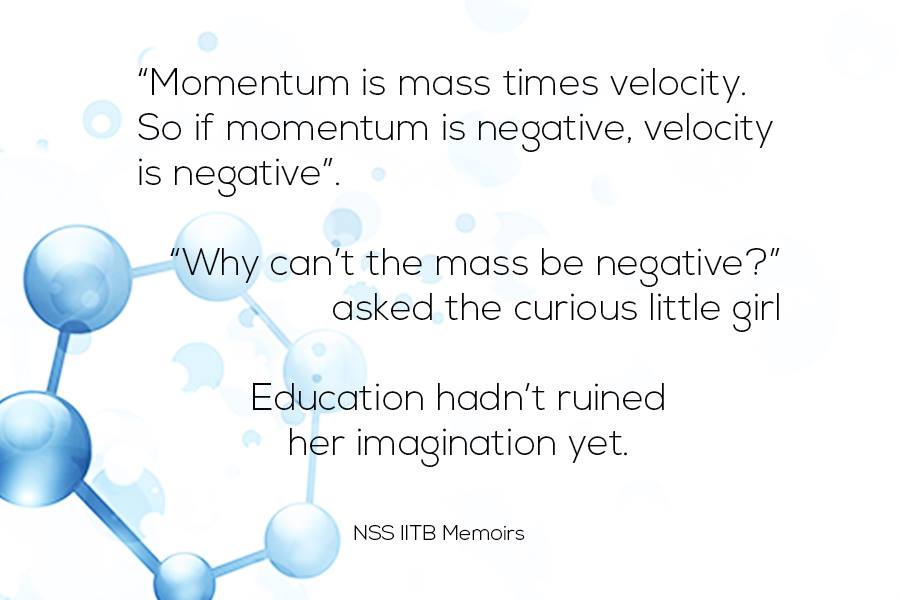 “Momentum is mass times velocity.
So if momentum is negative, velocity
is negative”.
“Why can’t the mass be negative?”
asked the curious little girl
Education hadn’t ruined
her imagination yet.
NSS IITB Memoirs